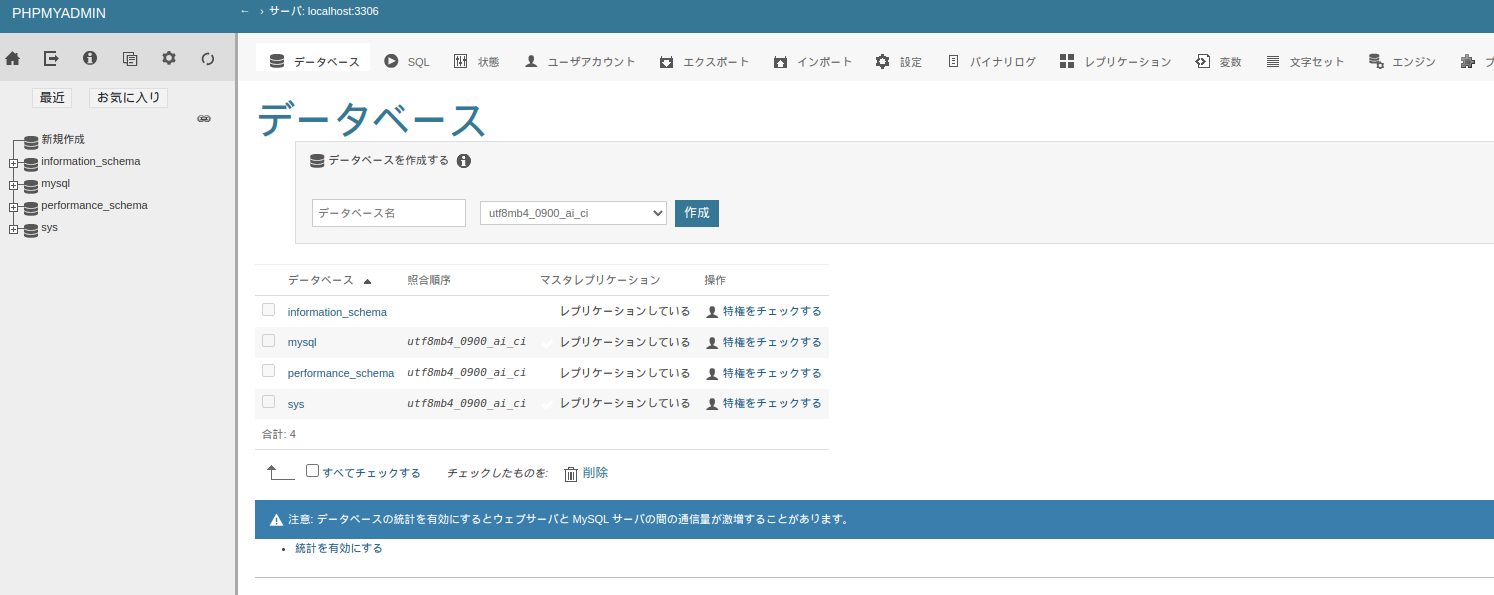 PHPMYADMIN
← › サーバ: localhost:3306
最近 お気に入り
新規作成
information_schema
mysql
performance_schema
sys
データベース SQL 状態 ユーザアカウント エクスポート インポート 設定 バイナリログ レプリケーション 変数 文字セット エンジン プ
データベース
データベースを作成する
データベース名 utf8mb4_0900_ai_ci 作成
データベース 照合順序 マスタレプリケーション 操作
information_schema レプリケーションしている 特権をチェックする
mysql utf8mb4_0900_ai_ci レプリケーションしている 特権をチェックする
performance_schema utf8mb4_0900_ai_ci レプリケーションしている 特権をチェックする
sys utf8mb4_0900_ai_ci レプリケーションしている 特権をチェックする
合計: 4
すべてチェックする チェックしたものを: 削除
注意: データベースの統計を有効にするとウェブサーバと MySQL サーバの間の通信量が激増することがあります。
• 統計を有効にする